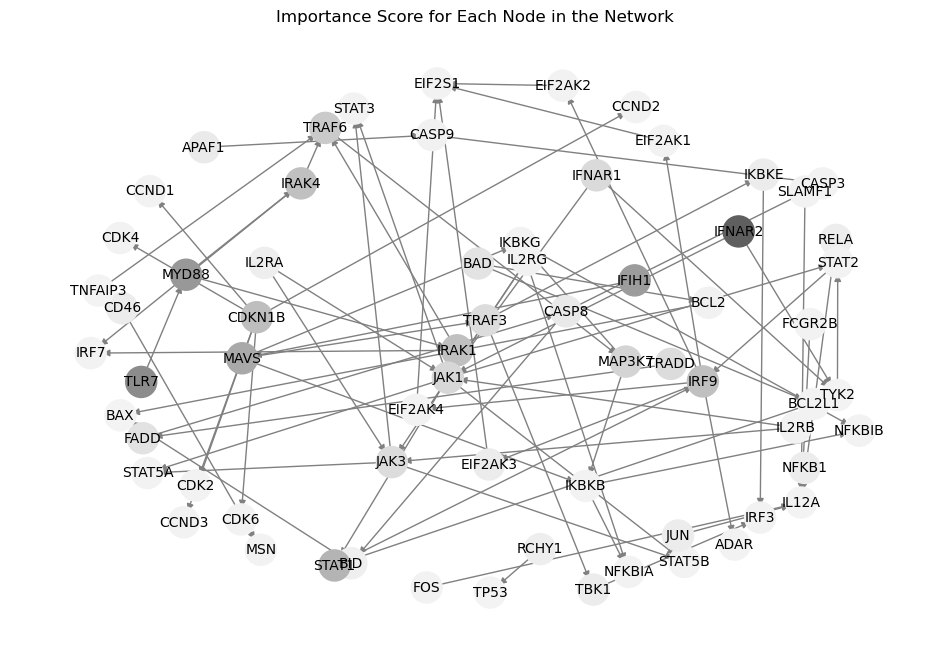 Importance Score for Each Node in the Network
EIF2S1
EIF2AK2
STAT3
CCND2
TRAF6
CASP9
EIF2AK1
APAF1
IFNAR1
IKBKE
IRAK4
CASP3
CCND1
SLAMF1
CDK4
IFNAR2
IKBKG
RELA
IL2RA
BAD
IL2RG
STAT2
MYD88
IFIH1
TNFAIP3
CD46
BCL2
CDKN1B
TRAF3
CASP8
FCGR2B
IRF7
IRAK1
MAVS
MAP3K7
TRADD
TLR7
JAK1
IRF9
TYK2
BAX
EIF2AK4
BCL2L1
FADD
IL2RB
NFKBIB
STAT5A
JAK3
EIF2AK3
NFKB1
CDK2
IKBKB
IL12A
CCND3
CDK6
IRF3
MSN
RCHY1
JUN
ADAR
STAT1
BID
STAT5B
NFKBIA
FOS
TP53
TBK1